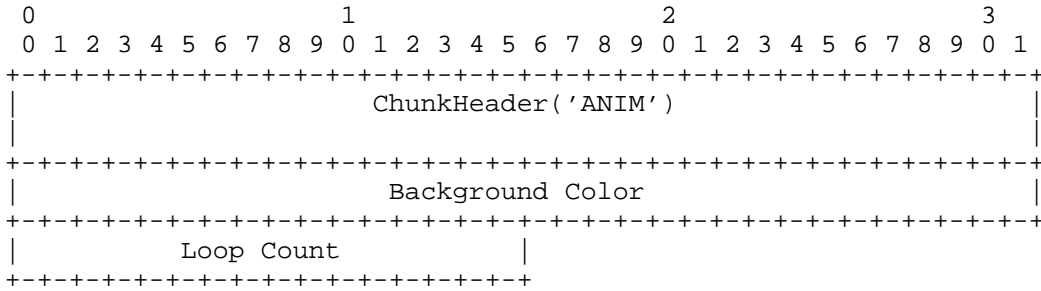 0                   1                   2                   3
 0 1 2 3 4 5 6 7 8 9 0 1 2 3 4 5 6 7 8 9 0 1 2 3 4 5 6 7 8 9 0 1
+-+-+-+-+-+-+-+-+-+-+-+-+-+-+-+-+-+-+-+-+-+-+-+-+-+-+-+-+-+-+-+-+
|                      ChunkHeader('ANIM')                      |
|                                                               |
+-+-+-+-+-+-+-+-+-+-+-+-+-+-+-+-+-+-+-+-+-+-+-+-+-+-+-+-+-+-+-+-+
|                       Background Color                        |
+-+-+-+-+-+-+-+-+-+-+-+-+-+-+-+-+-+-+-+-+-+-+-+-+-+-+-+-+-+-+-+-+
|          Loop Count           |
+-+-+-+-+-+-+-+-+-+-+-+-+-+-+-+-+